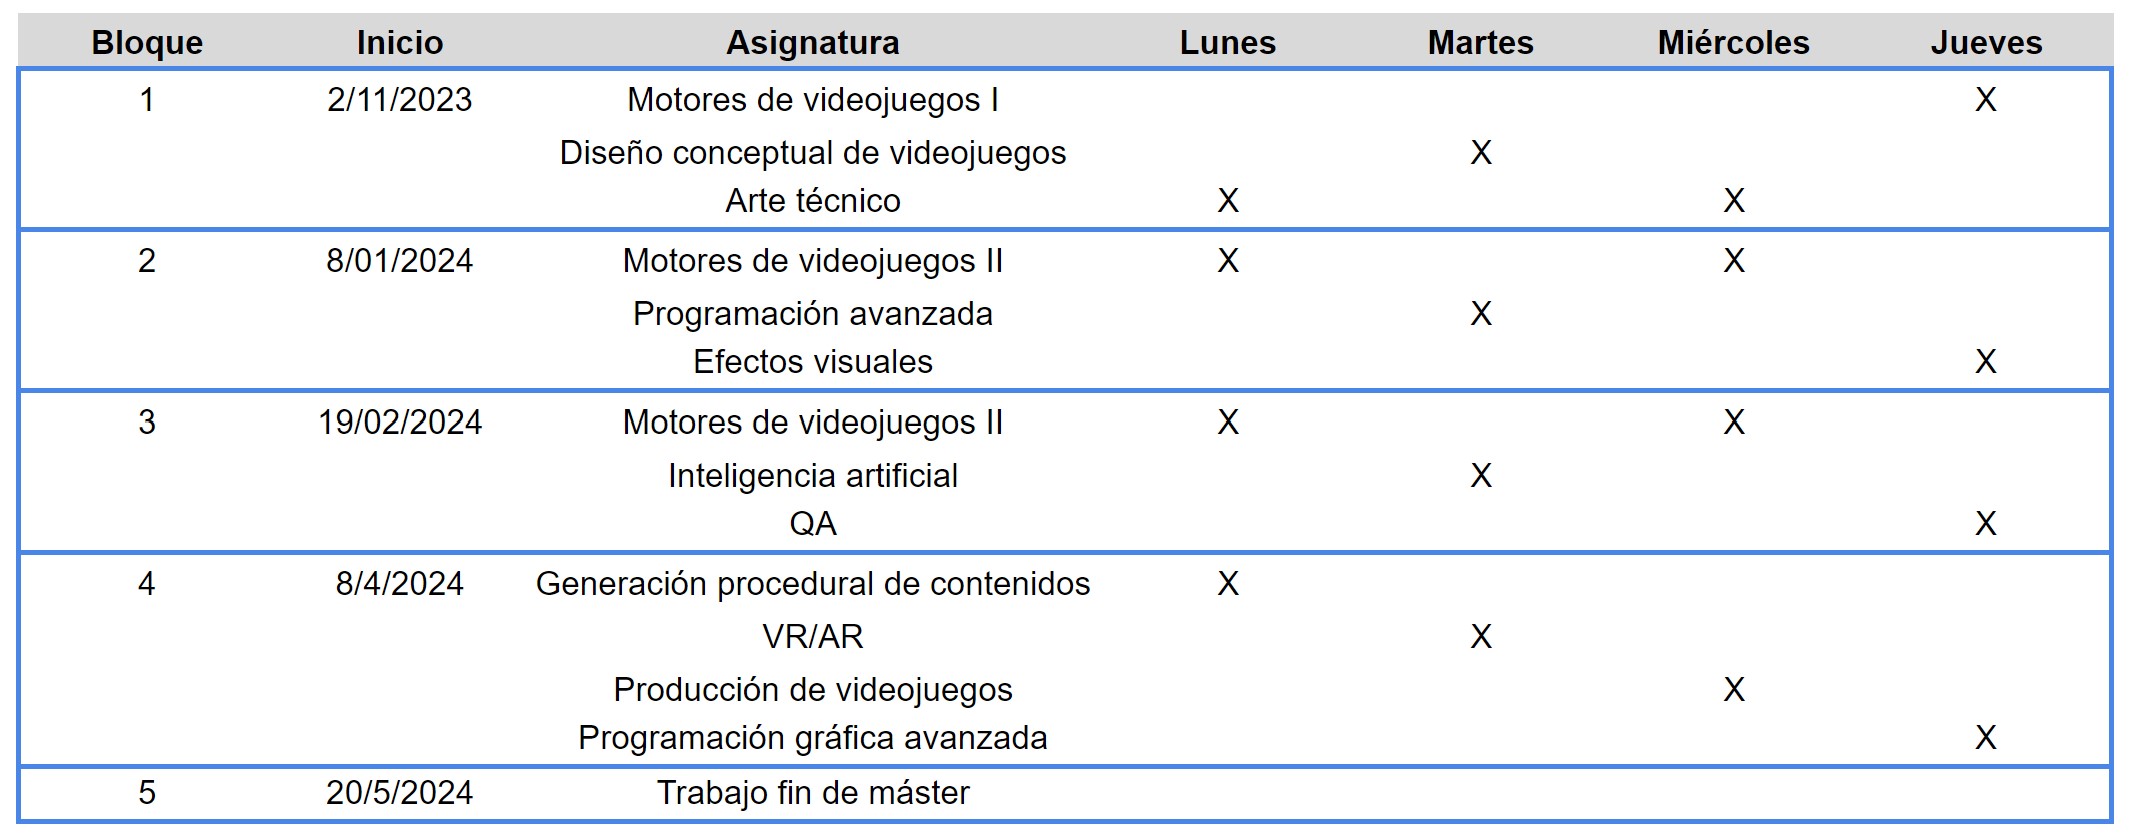 Bloque Inicio Asignatura Lunes Martes Miércoles Jueves
1 2/11/2023 Motores de videojuegos I X
Diseño conceptual de videojuegos X
Arte técnico X X
2 8/01/2024 Motores de videojuegos II X X
Programación avanzada X
Efectos visuales X
3 19/02/2024 Motores de videojuegos II X X
Inteligencia artificial X
QA X
4 8/4/2024 Generación procedural de contenidos X
VR/AR X
Producción de videojuegos X
Programación gráfica avanzada X
5 20/5/2024 Trabajo fin de máster